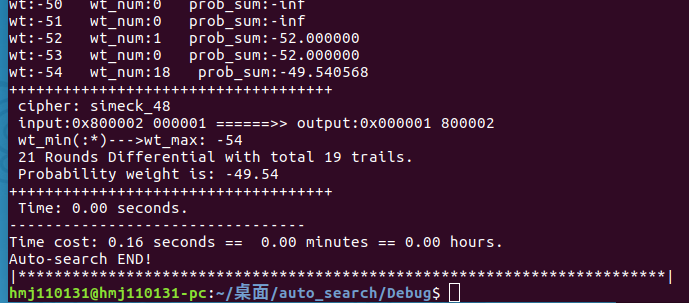 wt:-50   wt_num:0   prob_sum:-inf
wt:-51   wt_num:0   prob_sum:-inf
wt:-52   wt_num:1   prob_sum:-52.000000
wt:-53   wt_num:0   prob_sum:-52.000000
wt:-54   wt_num:18   prob_sum:-49.540568
++++++++++++++++++++++++++++++++++++
 cipher: simeck_48
 input:0x800002 000001 ======>> output:0x000001 800002
 wt_min(:*)--->wt_max: -54
 21 Rounds Differential with total 19 trails.
 Probability weight is: -49.54
++++++++++++++++++++++++++++++++++++
 Time: 0.00 seconds.
---------------------------------
Time cost: 0.16 seconds ==  0.00 minutes == 0.00 hours.
Auto-search END!
|************************************************************************|
hmj110131@hmj110131-pc:~/桌面/auto_search/Debug$